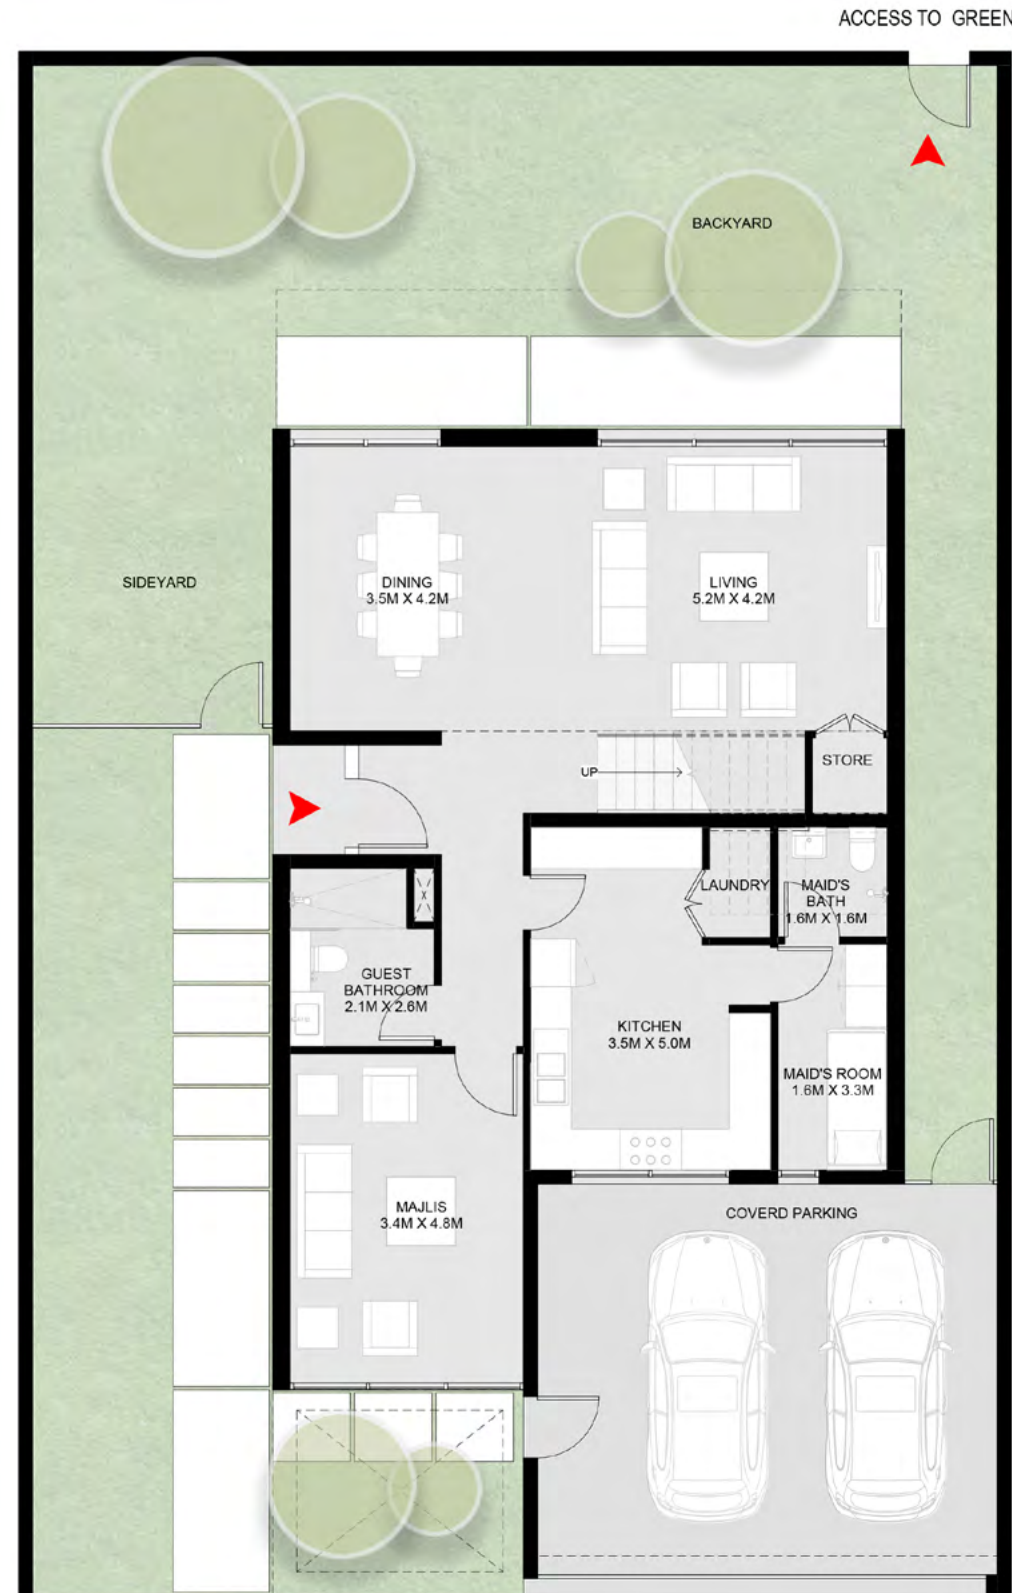 ACCESS TO GREEN
BACKYARD
SIDEYARD
DINING
3.5M X 4.2M
LIVING
5.2M X 4.2M
UP
STORE
LAUNDRY
MAID'S
BATH
1.6M X 1.6M
GUEST
BATHROOM
2.1M X 2.6M
KITCHEN
3.5M X 5.0M
MAID'S ROOM
1.6M X 3.3M
MAJLIS
3.4M X 4.8M
COVERD PARKING